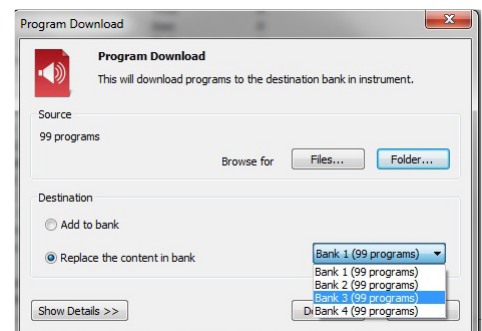 Program Download
Program Download
This will download programs to the destination bank in instrument.
Source
99 programs
Browse for Files... Folder...
Destination
Add to bank
Replace the content in bank Bank 1 (99 programs)
Bank 1 (99 programs)
Bank 2 (99 programs)
Bank 3 (99 programs)
Bank 4 (99 programs)
Show Details >>